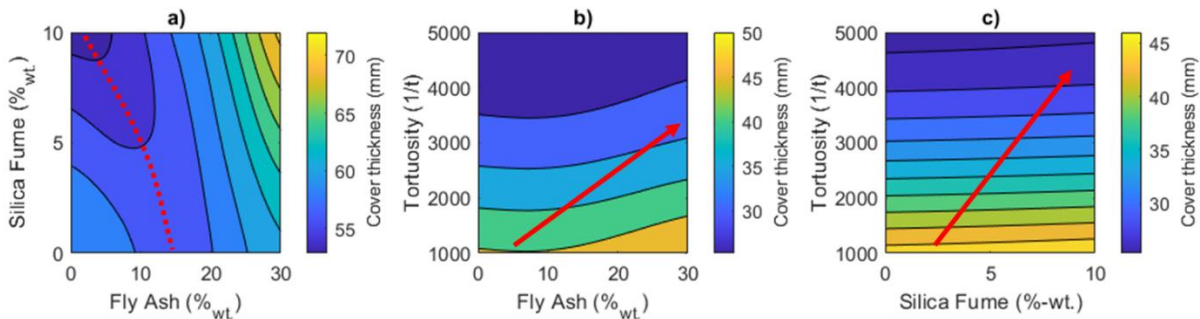 a)
10
5
0
0 10 20 30
Silica Fume (%wt.)
Fly Ash (%wt.)
70
65
60
55
Cover thickness (mm)
b)
5000
4000
3000
2000
1000
0 10 20 30
Tortuosity (1/t)
Fly Ash (%wt.)
50
45
40
35
30
Cover thickness (mm)
c)
5000
4000
3000
2000
1000
0 5 10
Tortuosity (1/t)
Silica Fume (%-wt.)
45
40
35
30
Cover thickness (mm)